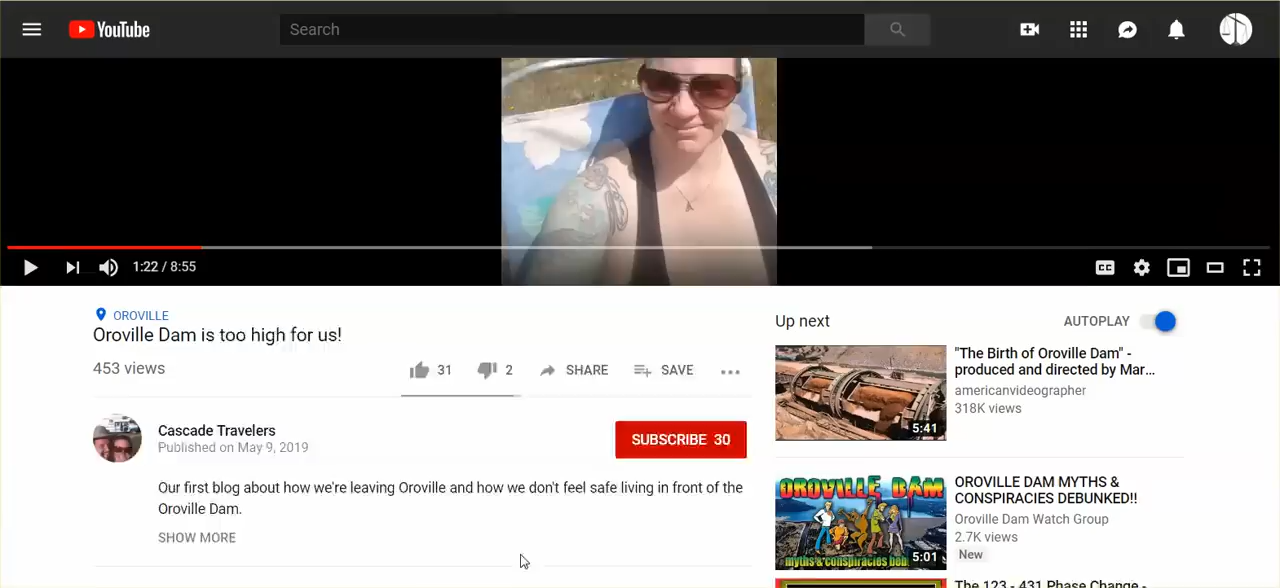 YouTube
Search
1:22 / 8:55
CC
OROVILLE
Oroville Dam is too high for us!
453 views
31
2
SHARE
SAVE
Cascade Travelers
Published on May 9, 2019
SUBSCRIBE 30
Our first blog about how we're leaving Oroville and how we don't feel safe living in front of the
Oroville Dam.
SHOW MORE
Up next
AUTOPLAY
5:41
"The Birth of Oroville Dam" -
produced and directed by Mar...
americanvideographer
318K views
OROVILLE DAM
myths & conspiracies deb
5:01
OROVILLE DAM MYTHS &
CONSPIRACIES DEBUNKED!!
Oroville Dam Watch Group
2.7K views
New
The 123 - 431 Phase Change -